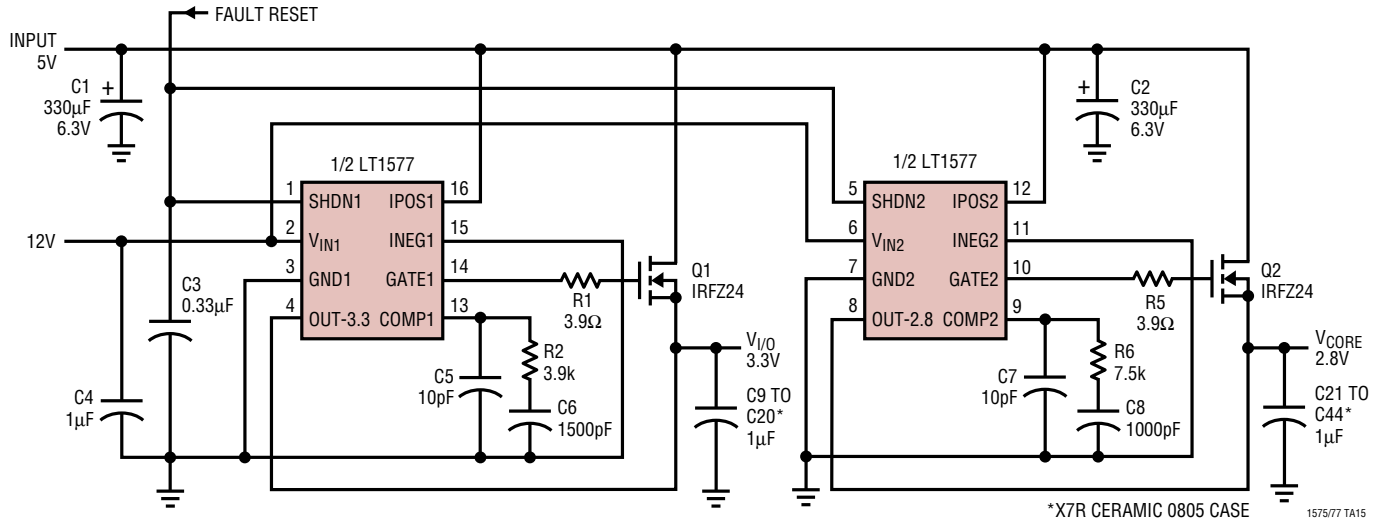 FAULT RESET
INPUT
5V
C1
330µF
6.3V
+
+
C2
330µF
6.3V
1/2 LT1577
1/2 LT1577
1
SHDN1
IPOS1
16
2
VIN1
INEG1
15
3
GND1
GATE1
14
4
OUT-3.3
COMP1
13
5
SHDN2
IPOS2
12
6
VIN2
INEG2
11
7
GND2
GATE2
10
8
OUT-2.8
COMP2
9
12V
C3
0.33µF
C4
1µF
R1
3.9Ω
Q1
IRFZ24
R2
3.9k
C5
10pF
C6
1500pF
VI/O
3.3V
C9 TO
C20*
1µF
R5
3.9Ω
Q2
IRFZ24
R6
7.5k
C7
10pF
C8
1000pF
VCORE
2.8V
C21 TO
C44*
1µF
*X7R CERAMIC 0805 CASE
1575/77 TA15